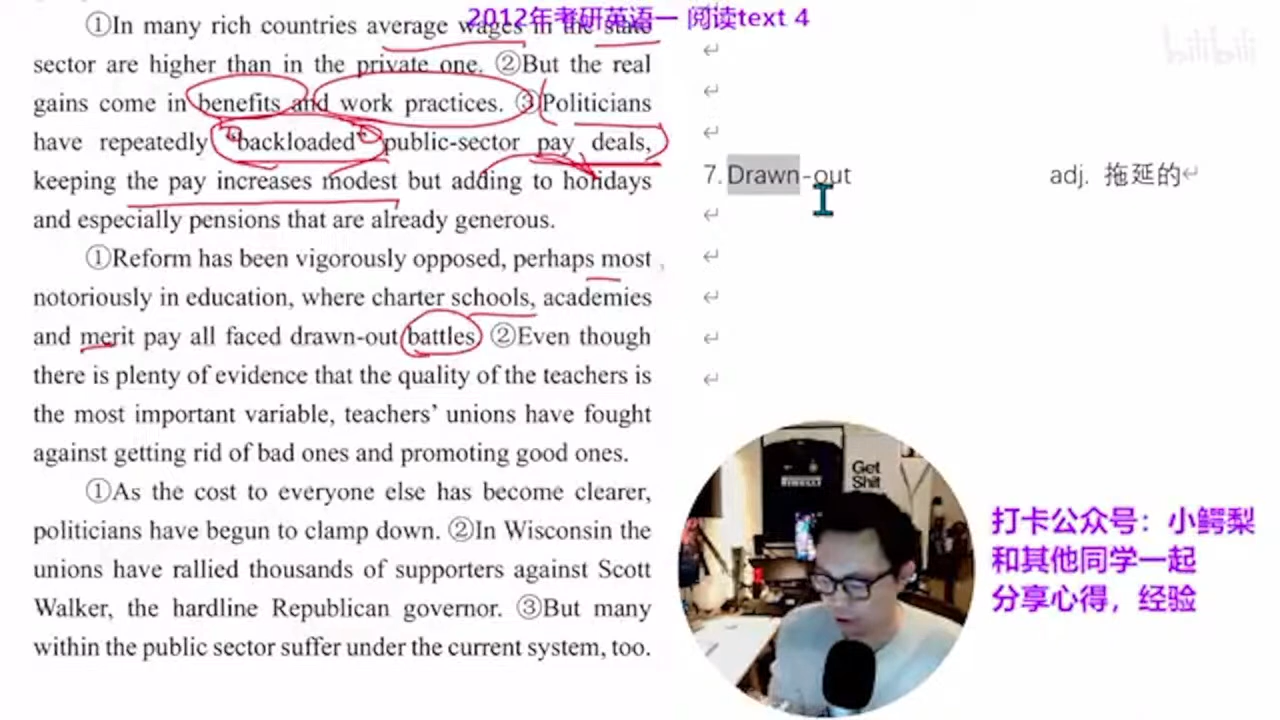 2012年考研英语一 阅读text 4
①In many rich countries average wages in the state
sector are higher than in the private one. ②But the real
gains come in benefits and work practices. ③Politicians
have repeatedly "backloaded" public-sector pay deals,
keeping the pay increases modest but adding to holidays
and especially pensions that are already generous.
①Reform has been vigorously opposed, perhaps most
notoriously in education, where charter schools, academies
and merit pay all faced drawn-out battles ②Even though
there is plenty of evidence that the quality of the teachers is
the most important variable, teachers' unions have fought
against getting rid of bad ones and promoting good ones.
①As the cost to everyone else has become clearer,
politicians have begun to clamp down. ②In Wisconsin the
unions have rallied thousands of supporters against Scott
Walker, the hardline Republican governor. ③But many
within the public sector suffer under the current system, too.
bilibili
7. Drawn-out adj. 拖延的
Get
Shit
PIRELLI
打卡公众号：小鳄梨
和其他同学一起
分享心得，经验